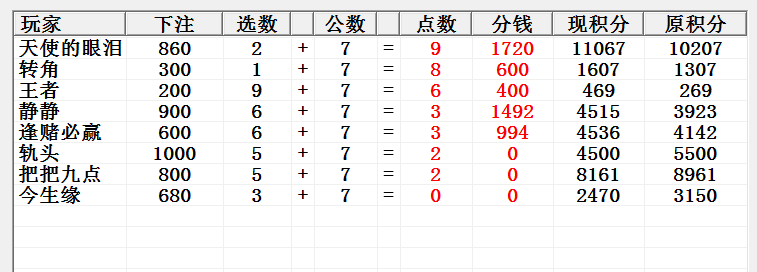 玩家 下注 选数 公数 点数 分钱 现积分 原积分
天使的眼泪 860 2 + 7 = 9 1720 11067 10207
转角 300 1 + 7 = 8 600 1607 1307
王者 200 9 + 7 = 6 400 469 269
静静 900 6 + 7 = 3 1492 4515 3923
逢赌必赢 600 6 + 7 = 3 994 4536 4142
轨头 1000 5 + 7 = 2 0 4500 5500
把把九点 800 5 + 7 = 2 0 8161 8961
今生缘 680 3 + 7 = 0 0 2470 3150